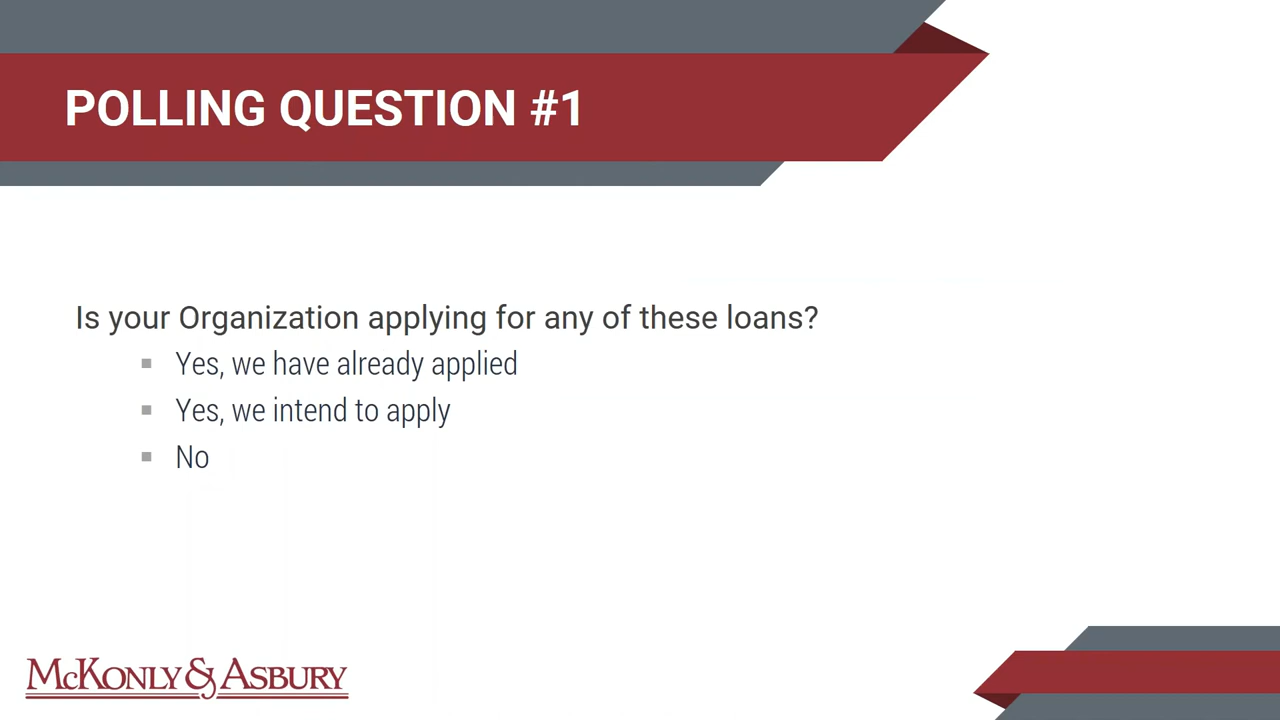 POLLING QUESTION #1
Is your Organization applying for any of these loans?
Yes, we have already applied
Yes, we intend to apply
No
McKonly & Asbury